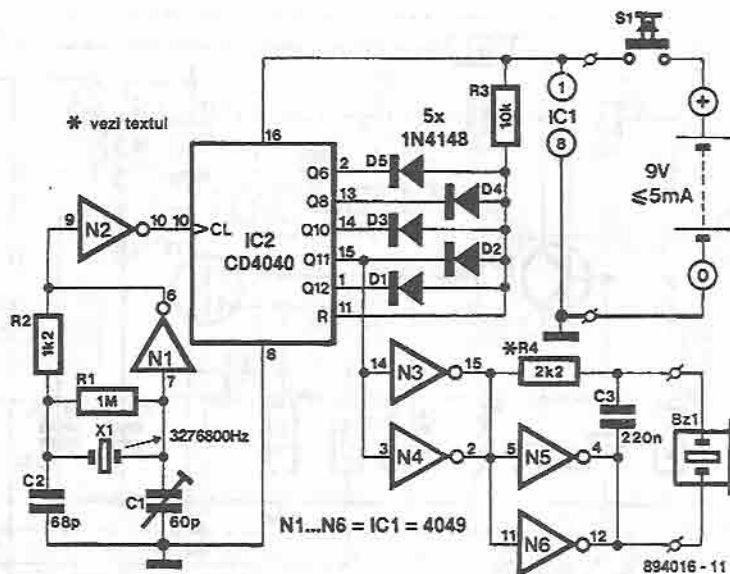 S1
R3
10k
1
IC1
8
+
9V
≤5mA
0
* vezi textul
5x
1N4148
16
9
N2
10
10
CL
IC2
CD4040
Q6
2
D5
Q8
13
D4
Q10
14
D3
Q11
15
D2
Q12
1
D1
R
11
8
R2
1k2
6
N1
7
R1
1M
X1
3276800Hz
C2
68p
C1
60p
14
N3
15
*R4
2k2
3
N4
2
5
N5
4
C3
220n
Bz1
11
N6
12
N1...N6 = IC1 = 4049
894016 - 11